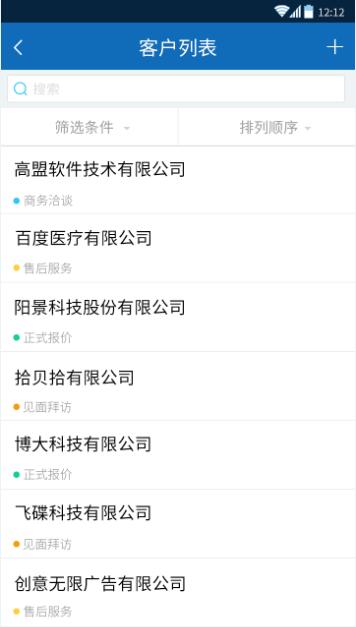 12:12
客户列表
搜索
筛选条件 排列顺序
高盟软件技术有限公司
商务洽谈
百度医疗有限公司
售后服务
阳景科技股份有限公司
正式报价
拾贝拾有限公司
见面拜访
博大科技有限公司
正式报价
飞碟科技有限公司
见面拜访
创意无限广告有限公司
售后服务